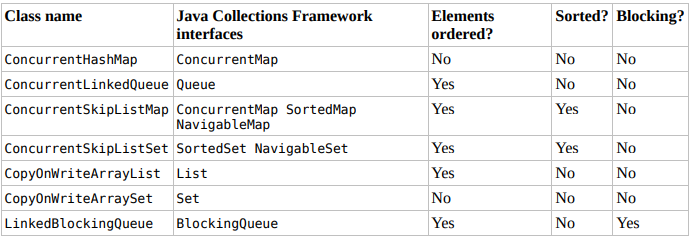 Class name Java Collections Framework interfaces Elements ordered? Sorted? Blocking?
ConcurrentHashMap ConcurrentMap No No No
ConcurrentLinkedQueue Queue Yes No No
ConcurrentSkipListMap ConcurrentMap SortedMap NavigableMap Yes Yes No
ConcurrentSkipListSet SortedSet NavigableSet Yes Yes No
CopyOnWriteArrayList List Yes No No
CopyOnWriteArraySet Set No No No
LinkedBlockingQueue BlockingQueue Yes No Yes